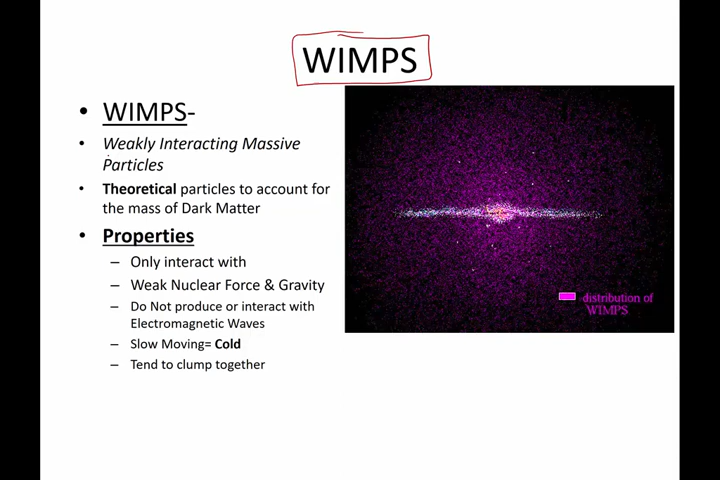 WIMPS
• WIMPS-
• Weakly Interacting Massive
Particles
• Theoretical particles to account for
the mass of Dark Matter
• Properties
– Only interact with
– Weak Nuclear Force & Gravity
– Do Not produce or interact with
Electromagnetic Waves
– Slow Moving= Cold
– Tend to clump together
distribution of
WIMPS